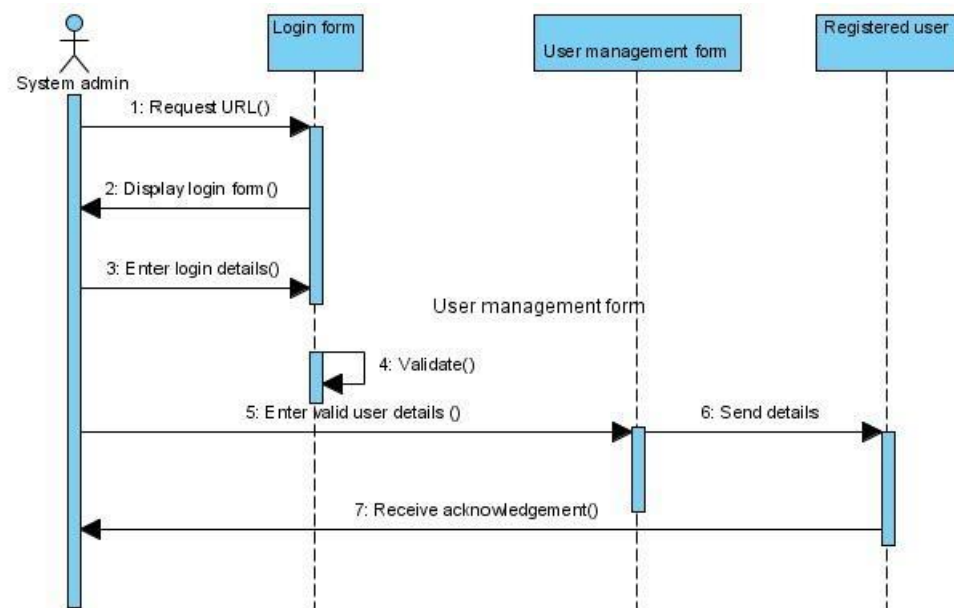 Login form
User management form
Registered user
System admin
1: Request URL()
2: Display login form()
3: Enter login details()
User management form
4: Validate()
5: Enter valid user details ()
6: Send details
7: Receive acknowledgement()